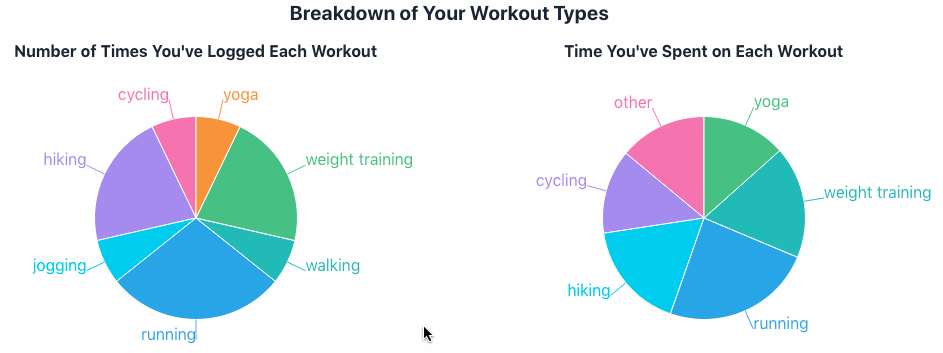 Breakdown of Your Workout Types
Number of Times You've Logged Each Workout
cycling
yoga
hiking
weight training
jogging
walking
running
Time You've Spent on Each Workout
other
yoga
cycling
weight training
hiking
running